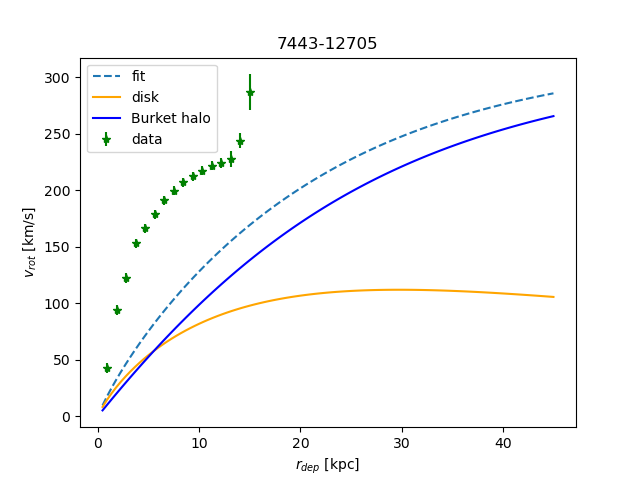 7443-12705
fit
disk
Burket halo
data
300
250
200
150
100
50
0
v_rot [km/s]
0 10 20 30 40
r_dep [kpc]